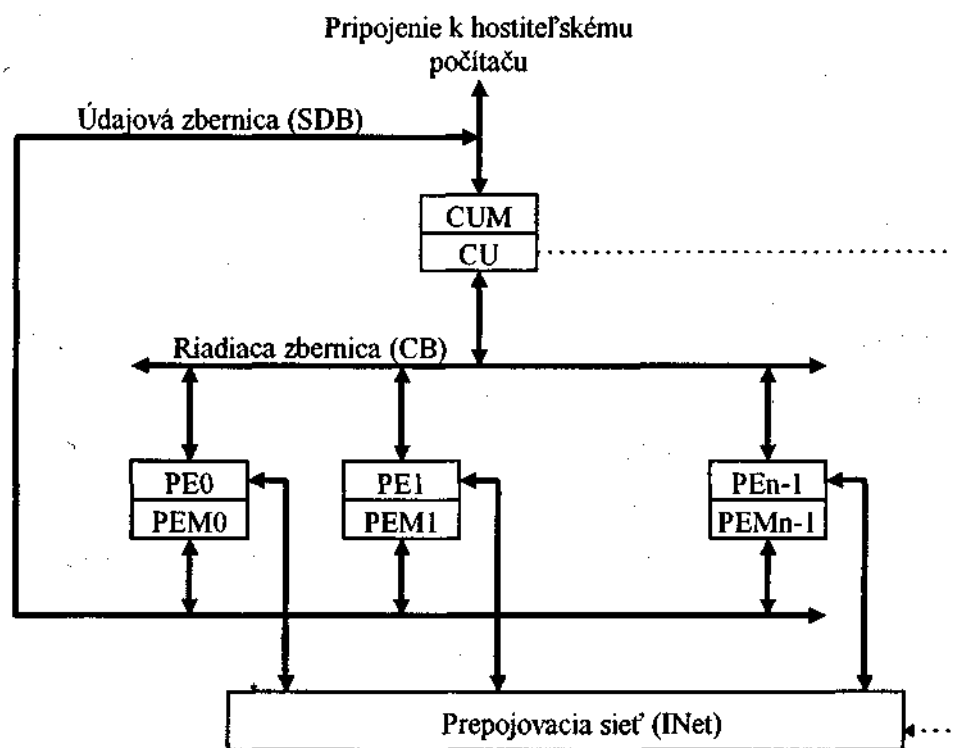 Pripojenie k hostiteľskému
počítaču
Údajová zbernica (SDB)
CUM
CU
Riadiaca zbernica (CB)
PE0
PE1
PEn-1
PEM0
PEM1
PEMn-1
Prepojovacia sieť (INet)